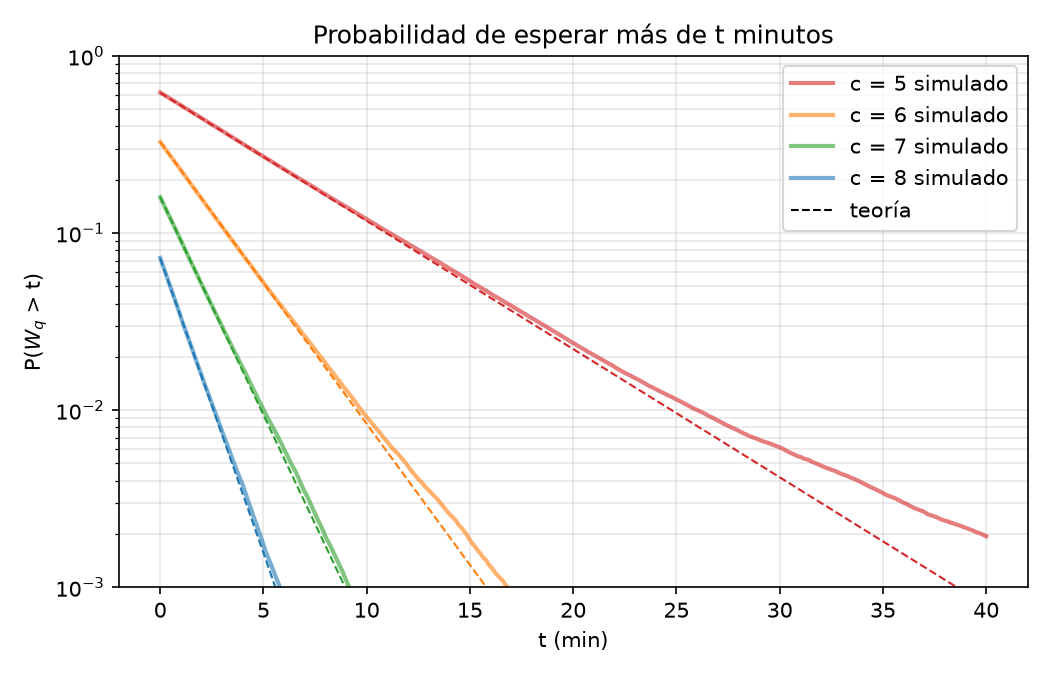 Probabilidad de esperar más de t minutos
P(W_q > t)
10^0
10^{-1}
10^{-2}
10^{-3}
c = 5 simulado
c = 6 simulado
c = 7 simulado
c = 8 simulado
teoría
0 5 10 15 20 25 30 35 40
t (min)